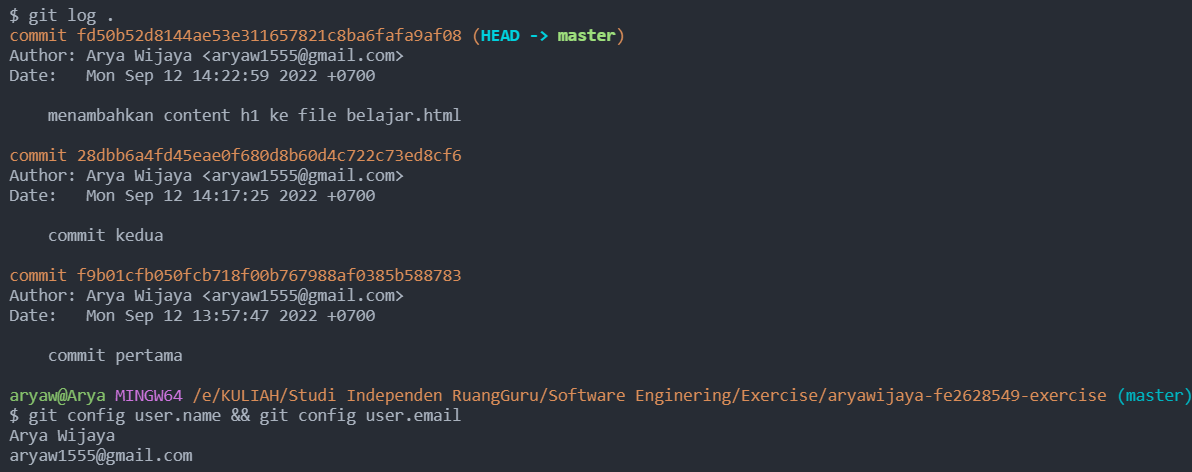 $ git log .
commit fd50b52d8144ae53e311657821c8ba6fafa9af08 (HEAD -> master)
Author: Arya Wijaya <aryaw1555@gmail.com>
Date:   Mon Sep 12 14:22:59 2022 +0700
    menambahkan content h1 ke file belajar.html
commit 28dbb6a4fd45eae0f680d8b60d4c722c73ed8cf6
Author: Arya Wijaya <aryaw1555@gmail.com>
Date:   Mon Sep 12 14:17:25 2022 +0700
    commit kedua
commit f9b01cfb050fcb718f00b767988af0385b588783
Author: Arya Wijaya <aryaw1555@gmail.com>
Date:   Mon Sep 12 13:57:47 2022 +0700
    commit pertama
aryaw@Arya MINGW64 /e/KULIAH/Studi Independen RuangGuru/Software Enginering/Exercise/aryawijaya-fe2628549-exercise (master)
$ git config user.name && git config user.email
Arya Wijaya
aryaw1555@gmail.com